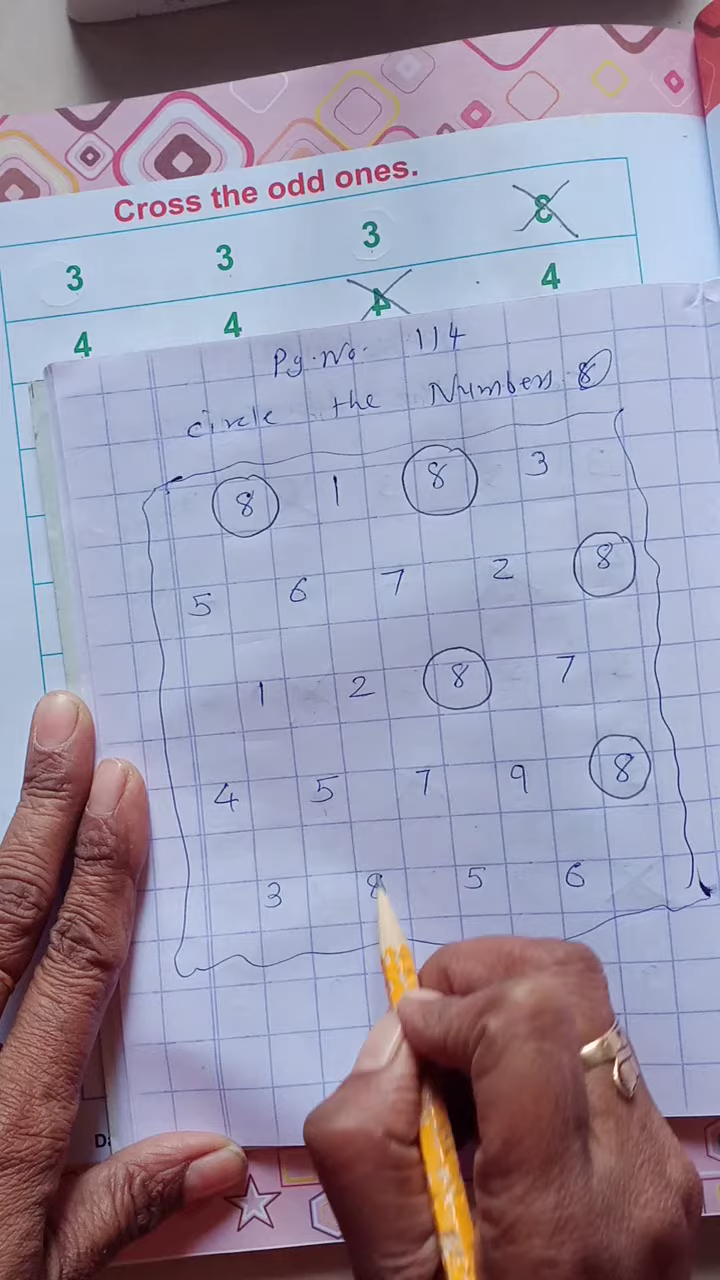 Cross the odd ones.
3 3 3 8
4 4 4 4
Pg.No. 114
circle the Numbers 8
8 1 8 3
5 6 7 2 8
1 2 8 7
4 5 7 9 8
3 8 5 6